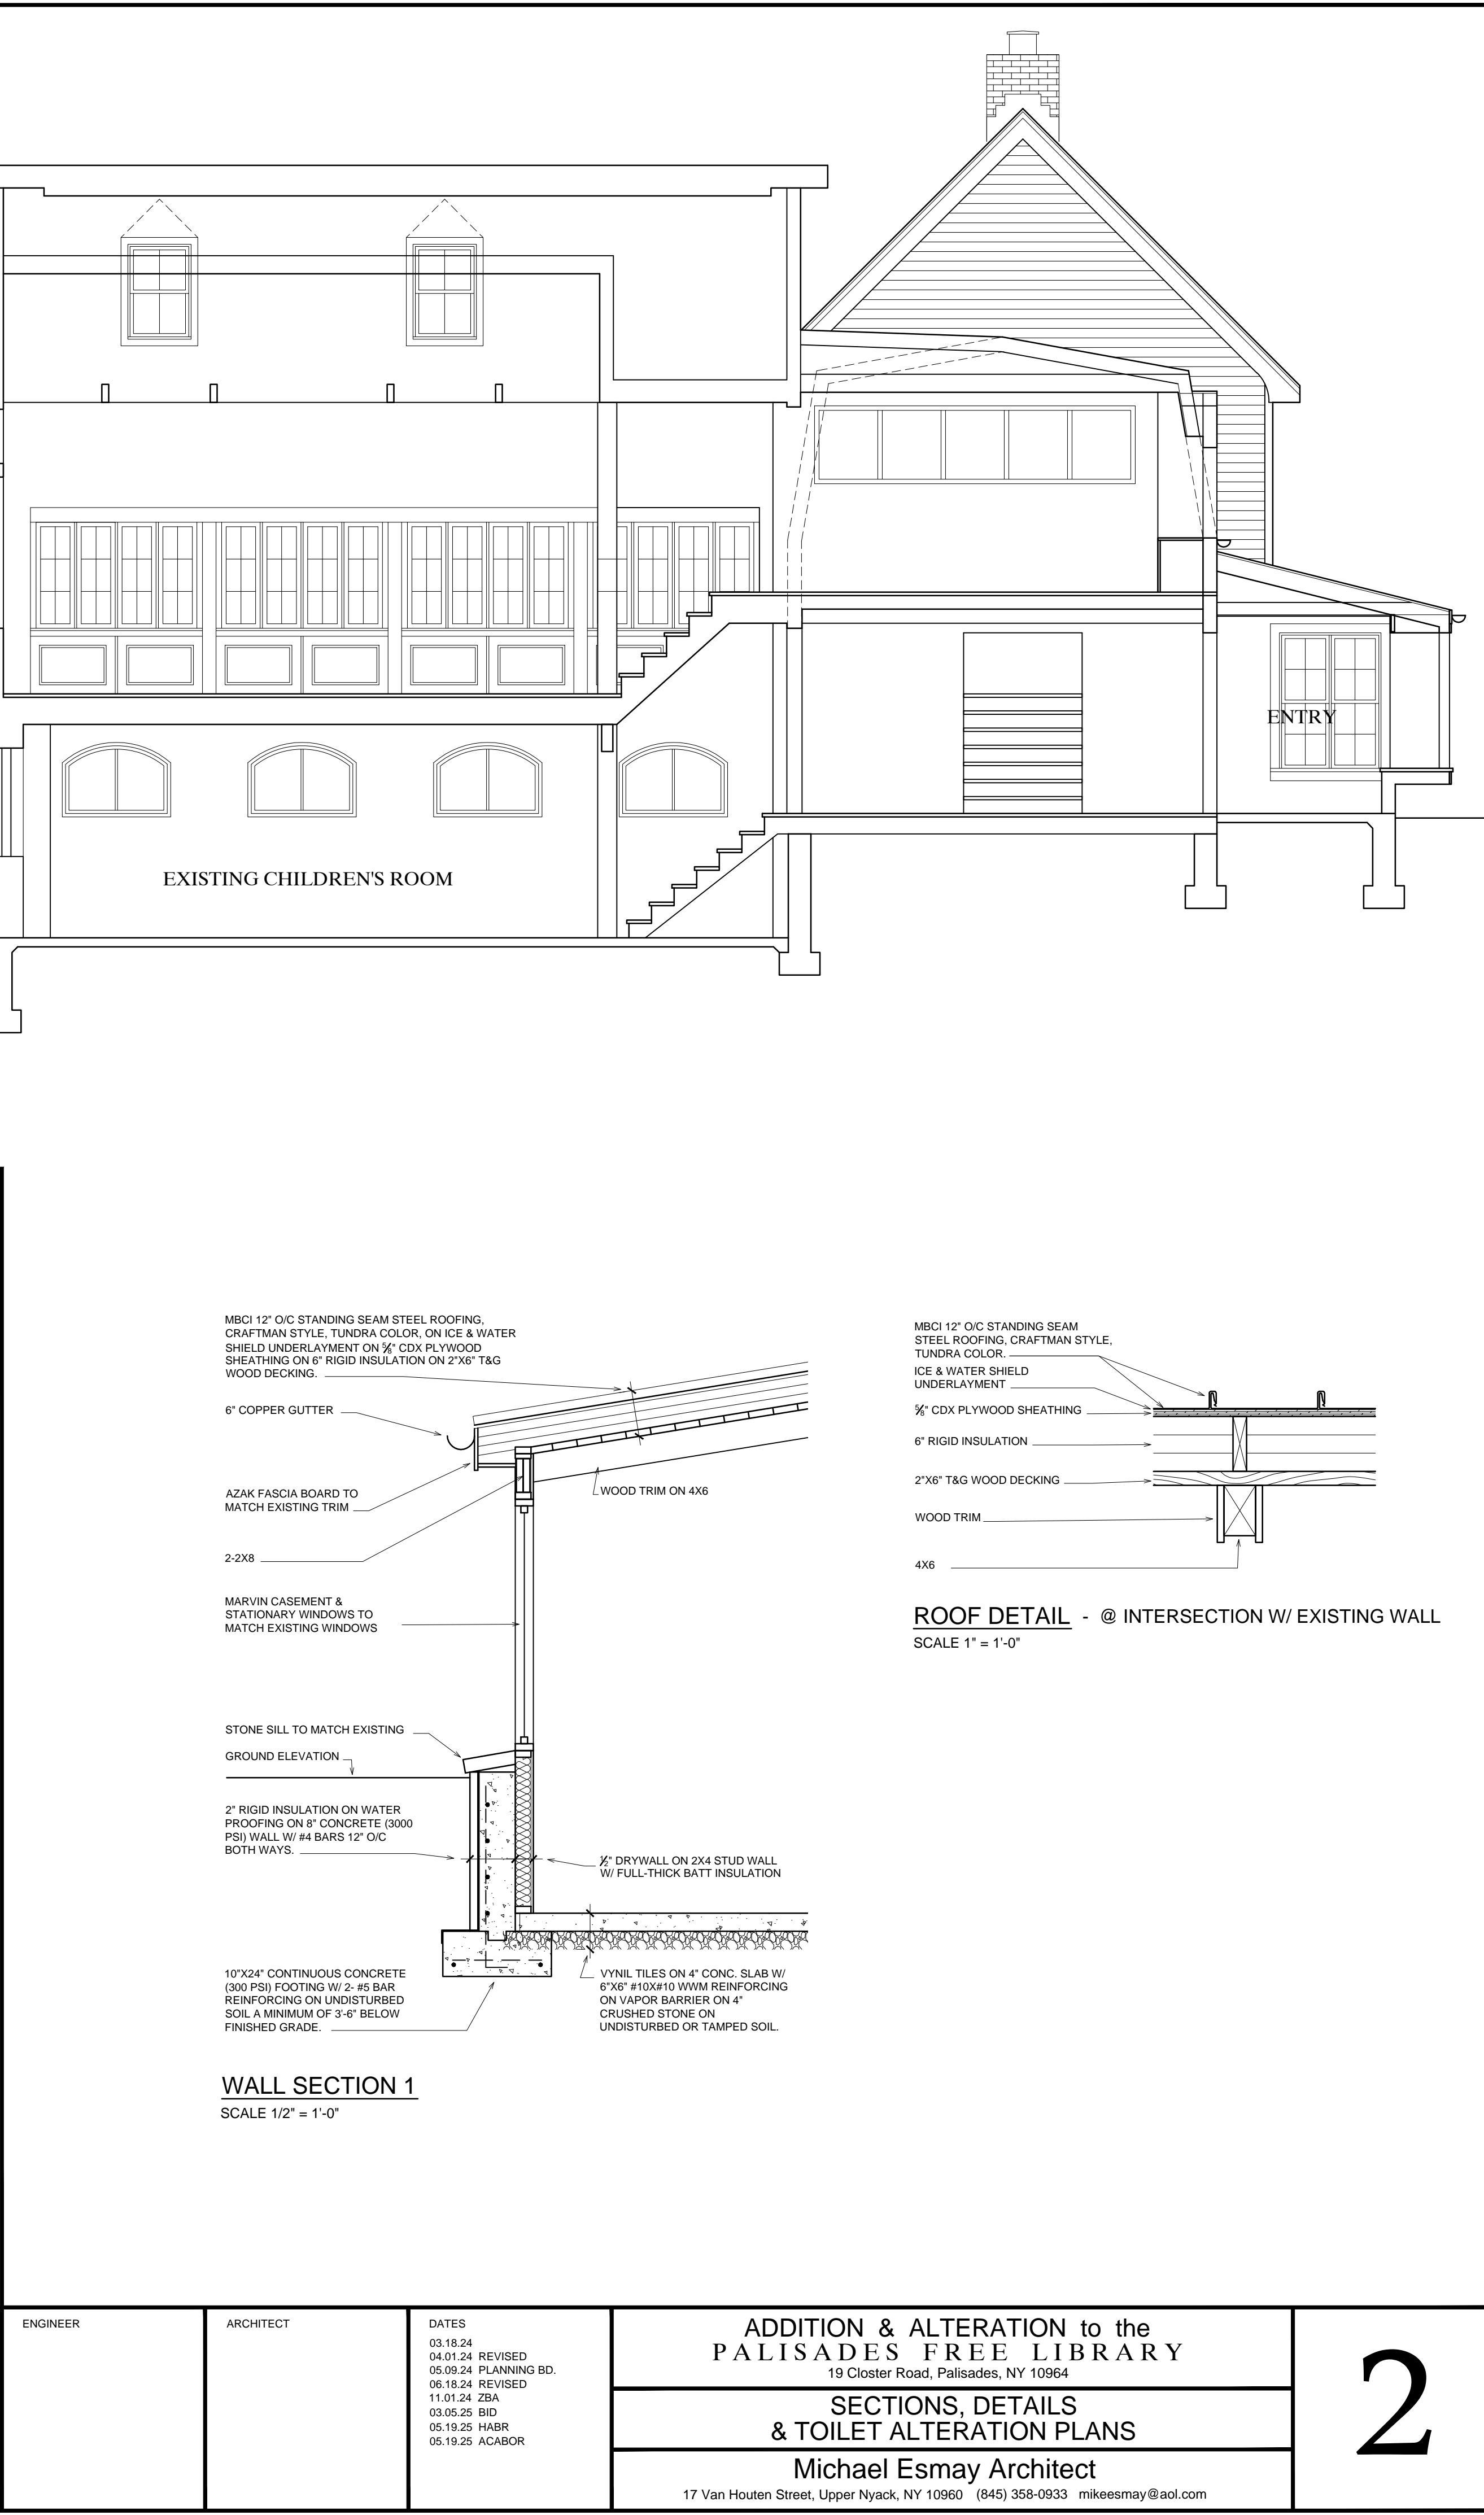 ENTRY
EXISTING CHILDREN'S ROOM
MBCI 12" O/C STANDING SEAM STEEL ROOFING,
CRAFTMAN STYLE, TUNDRA COLOR, ON ICE & WATER
SHIELD UNDERLAYMENT ON ⅝" CDX PLYWOOD
SHEATHING ON 6" RIGID INSULATION ON 2"X6" T&G
WOOD DECKING.
6" COPPER GUTTER
AZAK FASCIA BOARD TO
MATCH EXISTING TRIM
WOOD TRIM ON 4X6
2-2X8
MARVIN CASEMENT &
STATIONARY WINDOWS TO
MATCH EXISTING WINDOWS
STONE SILL TO MATCH EXISTING
GROUND ELEVATION
2" RIGID INSULATION ON WATER
PROOFING ON 8" CONCRETE (3000
PSI) WALL W/ #4 BARS 12" O/C
BOTH WAYS.
½" DRYWALL ON 2X4 STUD WALL
W/ FULL-THICK BATT INSULATION
10"X24" CONTINUOUS CONCRETE
(300 PSI) FOOTING W/ 2- #5 BAR
REINFORCING ON UNDISTURBED
SOIL A MINIMUM OF 3'-6" BELOW
FINISHED GRADE.
VYNIL TILES ON 4" CONC. SLAB W/
6"X6" #10X#10 WWM REINFORCING
ON VAPOR BARRIER ON 4"
CRUSHED STONE ON
UNDISTURBED OR TAMPED SOIL.
WALL SECTION 1
SCALE 1/2" = 1'-0"
MBCI 12" O/C STANDING SEAM
STEEL ROOFING, CRAFTMAN STYLE,
TUNDRA COLOR.
ICE & WATER SHIELD
UNDERLAYMENT
⅝" CDX PLYWOOD SHEATHING
6" RIGID INSULATION
2"X6" T&G WOOD DECKING
WOOD TRIM
4X6
ROOF DETAIL - @ INTERSECTION W/ EXISTING WALL
SCALE 1" = 1'-0"
ENGINEER
ARCHITECT
DATES
03.18.24
04.01.24 REVISED
05.09.24 PLANNING BD.
06.18.24 REVISED
11.01.24 ZBA
03.05.25 BID
05.19.25 HABR
05.19.25 ACABOR
ADDITION & ALTERATION to the
PALISADES FREE LIBRARY
19 Closter Road, Palisades, NY 10964
SECTIONS, DETAILS
& TOILET ALTERATION PLANS
Michael Esmay Architect
17 Van Houten Street, Upper Nyack, NY 10960 (845) 358-0933 mikeesmay@aol.com
2